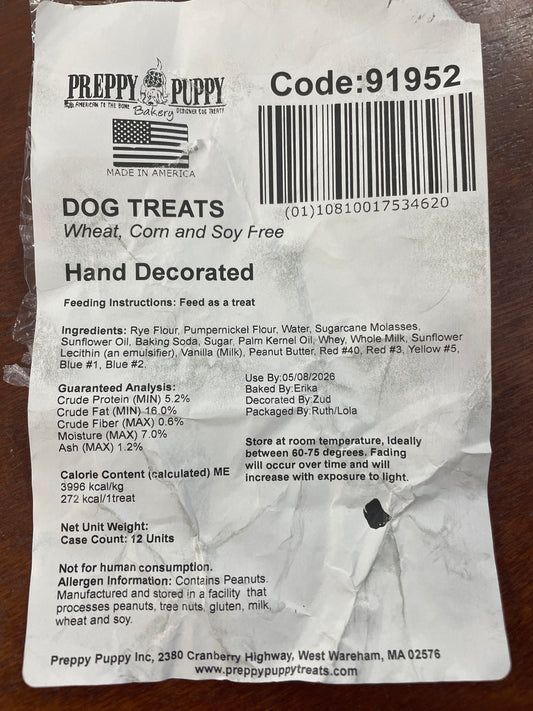 PREPPY PUPPY
AMERICAN TO THE BONE Bakery DESIGNER DOG TREATS
MADE IN AMERICA
Code:91952
(01)10810017534620
DOG TREATS
Wheat, Corn and Soy Free
Hand Decorated
Feeding Instructions: Feed as a treat
Ingredients: Rye Flour, Pumpernickel Flour, Water, Sugarcane Molasses,
Sunflower Oil, Baking Soda, Sugar, Palm Kernel Oil, Whey, Whole Milk, Sunflower
Lecithin (an emulsifier), Vanilla (Milk), Peanut Butter, Red #40, Red #3, Yellow #5,
Blue #1, Blue #2.
Guaranteed Analysis:
Crude Protein (MIN) 5.2%
Crude Fat (MIN) 16.0%
Crude Fiber (MAX) 0.6%
Moisture (MAX) 7.0%
Ash (MAX) 1.2%
Calorie Content (calculated) ME
3996 kcal/kg
272 kcal/1treat
Net Unit Weight:
Case Count: 12 Units
Use By:05/08/2026
Baked By:Erika
Decorated By:Zud
Packaged By:Ruth/Lola
Store at room temperature, Ideally
between 60-75 degrees. Fading
will occur over time and will
increase with exposure to light.
Not for human consumption.
Allergen Information: Contains Peanuts.
Manufactured and stored in a facility that
processes peanuts, tree nuts, gluten, milk,
wheat and soy.
Preppy Puppy Inc, 2380 Cranberry Highway, West Wareham, MA 02576
www.preppypuppytreats.com